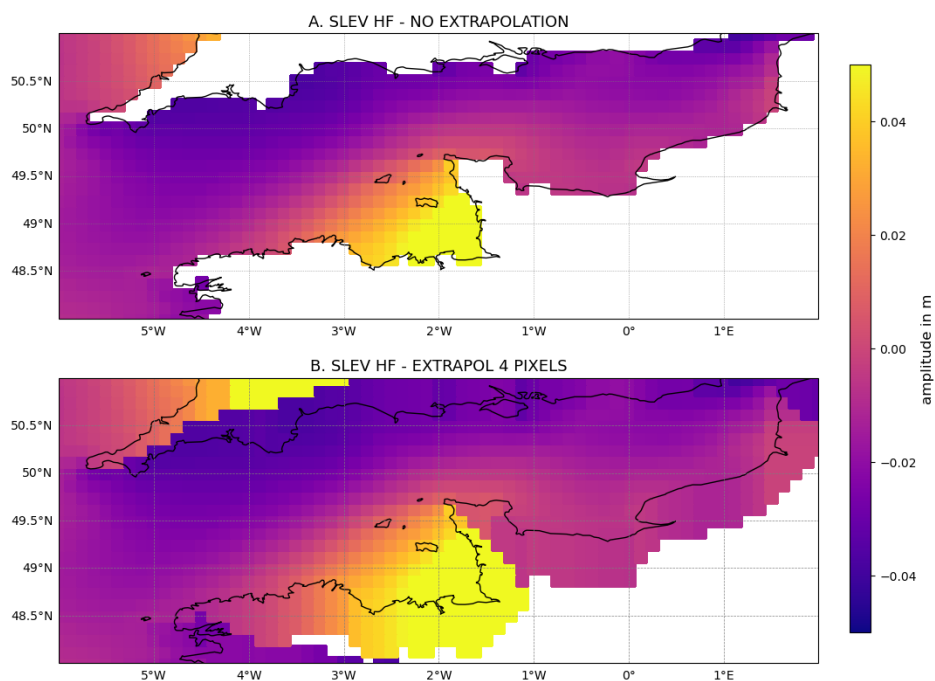 A. SLEV HF - NO EXTRAPOLATION
50.5°N
50°N
49.5°N
49°N
48.5°N
5°W 4°W 3°W 2°W 1°W 0° 1°E
B. SLEV HF - EXTRAPOL 4 PIXELS
50.5°N
50°N
49.5°N
49°N
48.5°N
5°W 4°W 3°W 2°W 1°W 0° 1°E
0.04
0.02
0.00
−0.02
−0.04
amplitude in m